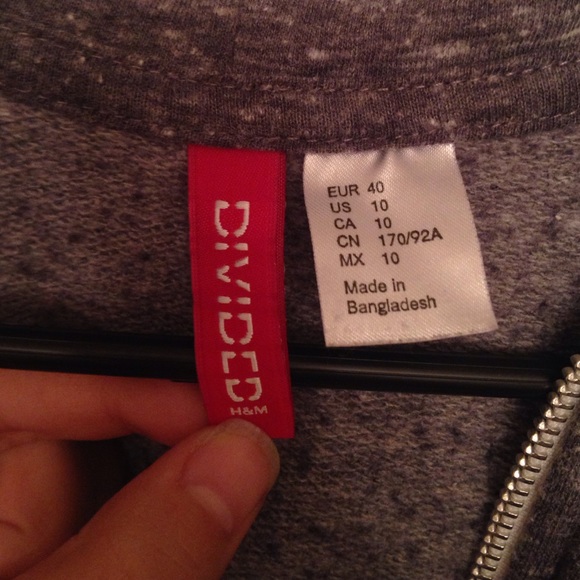 DIVIDED
H&M
EUR 40
US 10
CA 10
CN 170/92A
MX 10
Made in
Bangladesh